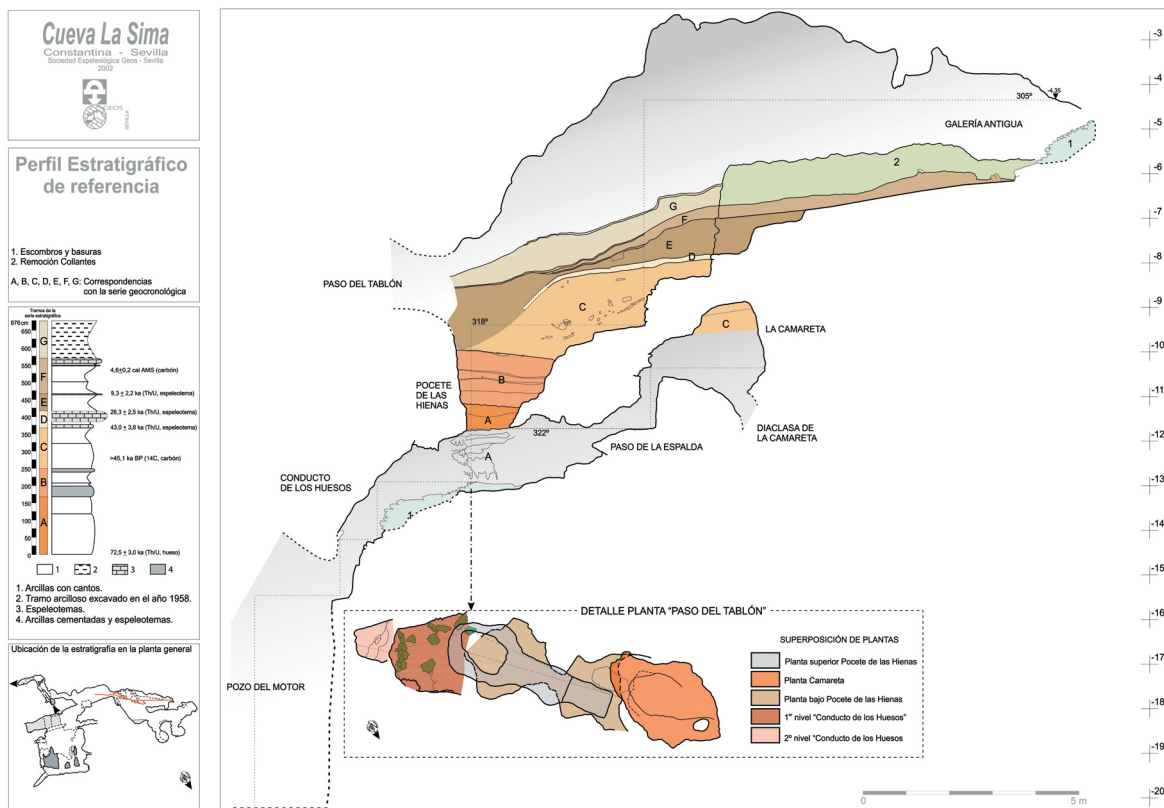 Cueva La Sima
Constantina - Sevilla
Sociedad Espeleológica Geos - Sevilla
2002
GEOS
SEVILLA
Perfil Estratigráfico
de referencia
1. Escombros y basuras
2. Remoción Collantes
A, B, C, D, E, F, G: Correspondencias
con la serie geocronológica
Tramos de la
serie estratigráfica
676cm
650
600
550
500
450
400
350
300
250
200
150
100
50
0
G
F
E
D
C
B
A
4,6±0,2 cal AMS (carbón)
9,3 ± 2,2 ka (Th/U, espeleotema)
26,3 ± 2,5 ka (Th/U, espeleotema)
43,0 ± 3,8 ka (Th/U, espeleotema)
>45,1 ka BP (14C, carbón)
72,5 ± 3,0 ka (Th/U, hueso)
1 2 3 4
1. Arcillas con cantos.
2. Tramo arcilloso excavado en el año 1958.
3. Espeleotemas.
4. Arcillas cementadas y espeleotemas.
Ubicación de la estratigrafía en la planta general
305º
-4.35
GALERÍA ANTIGUA
1
2
G
F
E
D
PASO DEL TABLÓN
C
318º
C
LA CAMARETA
B
POCETE
DE LAS
HIENAS
A
322º
DIACLASA DE
LA CAMARETA
PASO DE LA ESPALDA
A
CONDUCTO
DE LOS HUESOS
1
POZO DEL MOTOR
DETALLE PLANTA "PASO DEL TABLÓN"
SUPERPOSICIÓN DE PLANTAS
Planta superior Pocete de las Hienas
Planta Camareta
Planta bajo Pocete de las Hienas
1er nivel "Conducto de los Huesos"
2º nivel "Conducto de los Huesos
-3
-4
-5
-6
-7
-8
-9
-10
-11
-12
-13
-14
-15
-16
-17
-18
-19
-20
0 5 m